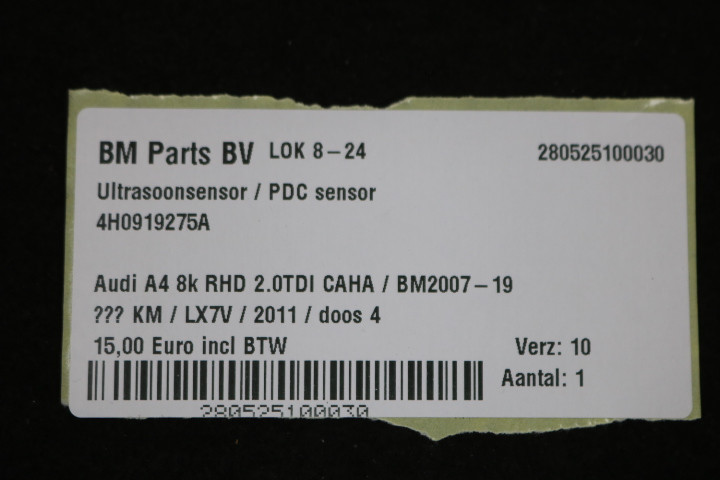 BM Parts BV LOK 8-24 280525100030
Ultrasoonsensor / PDC sensor
4H0919275A
Audi A4 8k RHD 2.0TDI CAHA / BM2007-19
??? KM / LX7V / 2011 / doos 4
15,00 Euro incl BTW Verz: 10
Aantal: 1
280525100030